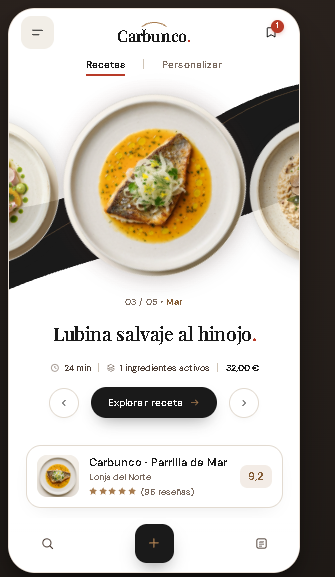 Carbunco.
1
Recetas
Personalizar
03 / 05 · Mar
Lubina salvaje al hinojo.
24 min
1 ingredientes activos
32,00 €
Explorar receta →
Carbunco · Parrilla de Mar
Lonja del Norte
9,2
★★★★★ (96 reseñas)
+